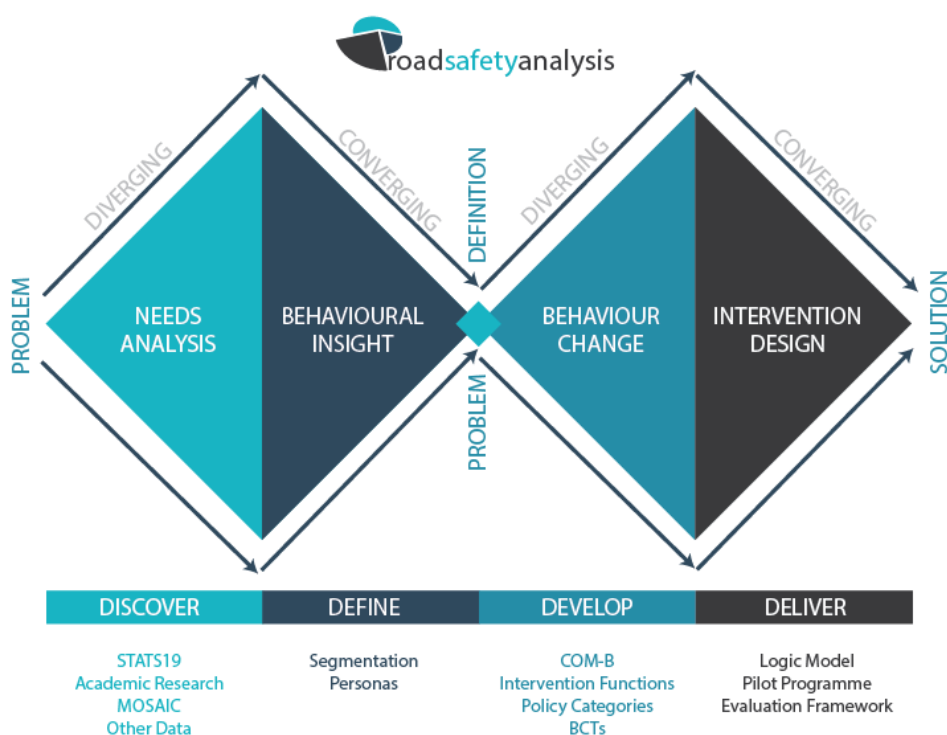 roadsafetyanalysis
DIVERGING
CONVERGING
DIVERGING
CONVERGING
PROBLEM
DEFINITION
PROBLEM
SOLUTION
NEEDS
ANALYSIS
BEHAVIOURAL
INSIGHT
BEHAVIOUR
CHANGE
INTERVENTION
DESIGN
DISCOVER
DEFINE
DEVELOP
DELIVER
STATS19
Academic Research
MOSAIC
Other Data
Segmentation
Personas
COM-B
Intervention Functions
Policy Categories
BCTs
Logic Model
Pilot Programme
Evaluation Framework